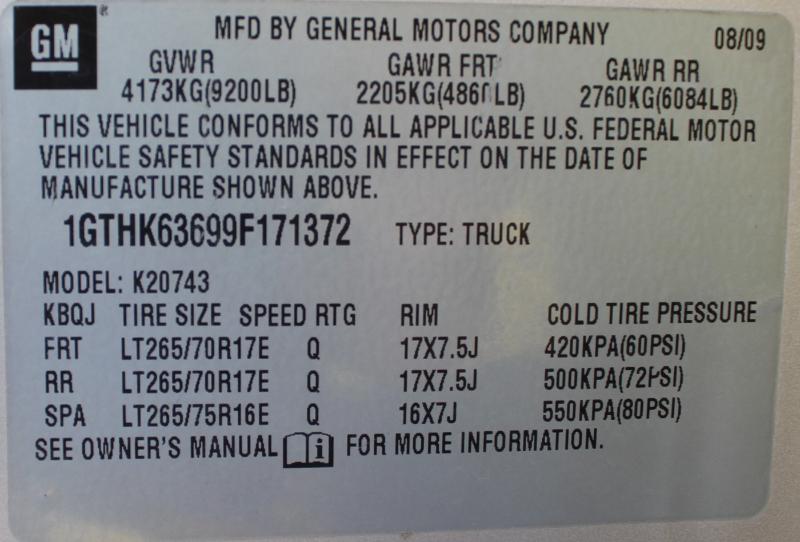 GM
MFD BY GENERAL MOTORS COMPANY 08/09
GVWR GAWR FRT GAWR RR
4173KG(9200LB) 2205KG(4860LB) 2760KG(6084LB)
THIS VEHICLE CONFORMS TO ALL APPLICABLE U.S. FEDERAL MOTOR
VEHICLE SAFETY STANDARDS IN EFFECT ON THE DATE OF
MANUFACTURE SHOWN ABOVE.
1GTHK63699F171372 TYPE: TRUCK
MODEL: K20743
KBQJ TIRE SIZE SPEED RTG RIM COLD TIRE PRESSURE
FRT LT265/70R17E Q 17X7.5J 420KPA(60PSI)
RR LT265/70R17E Q 17X7.5J 500KPA(72PSI)
SPA LT265/75R16E Q 16X7J 550KPA(80PSI)
SEE OWNER'S MANUAL i FOR MORE INFORMATION.